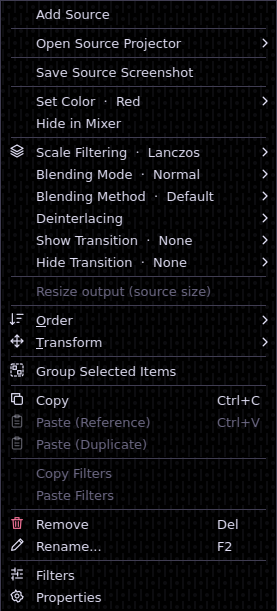 Add Source
Open Source Projector
Save Source Screenshot
Set Color · Red
Hide in Mixer
Scale Filtering · Lanczos
Blending Mode · Normal
Blending Method · Default
Deinterlacing
Show Transition · None
Hide Transition · None
Resize output (source size)
Order
Transform
Group Selected Items
Copy Ctrl+C
Paste (Reference) Ctrl+V
Paste (Duplicate)
Copy Filters
Paste Filters
Remove Del
Rename... F2
Filters
Properties